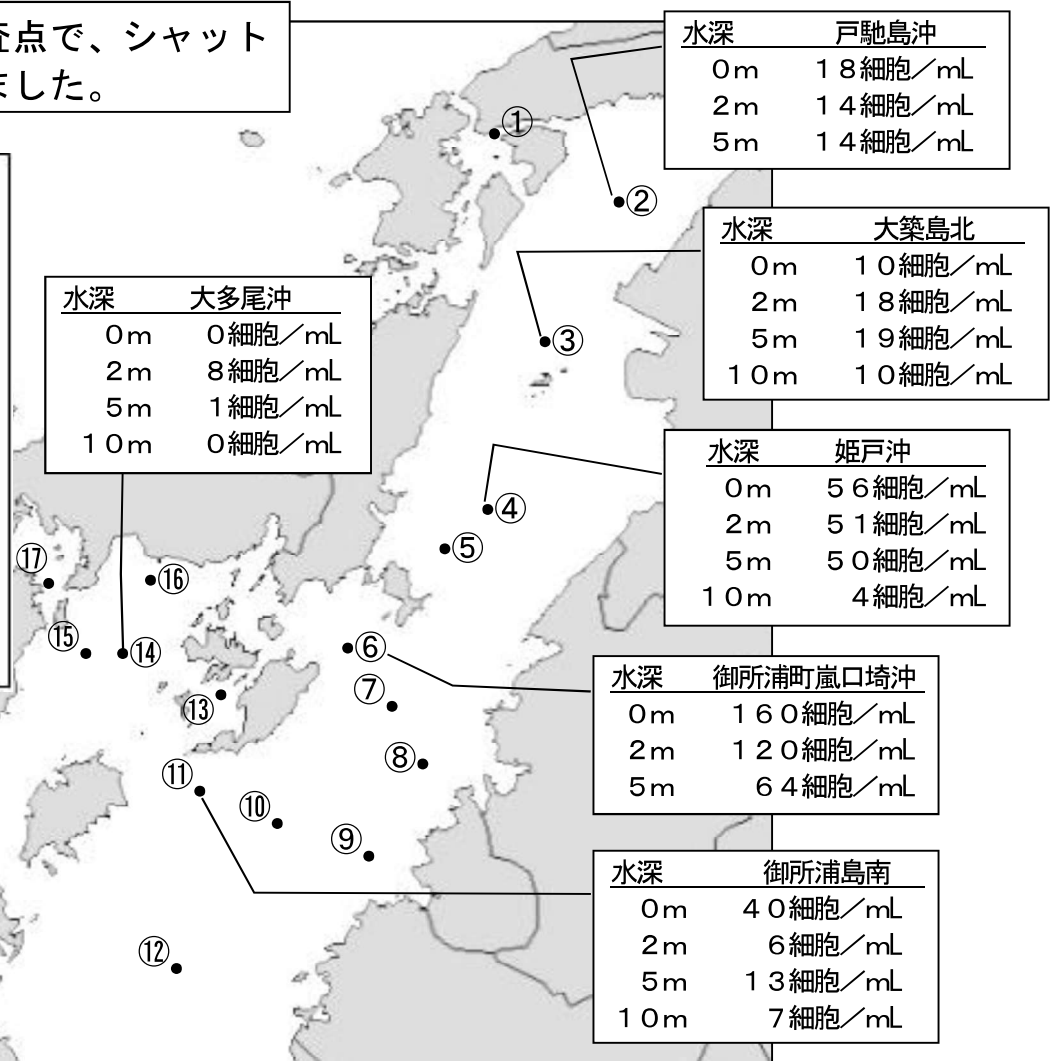 査点で、シャット
ました。
水深 戸馳島沖
0m 18細胞/mL
2m 14細胞/mL
5m 14細胞/mL
水深 大築島北
0m 10細胞/mL
2m 18細胞/mL
5m 19細胞/mL
10m 10細胞/mL
水深 大多尾沖
0m 0細胞/mL
2m 8細胞/mL
5m 1細胞/mL
10m 0細胞/mL
水深 姫戸沖
0m 56細胞/mL
2m 51細胞/mL
5m 50細胞/mL
10m 4細胞/mL
水深 御所浦町嵐口埼沖
0m 160細胞/mL
2m 120細胞/mL
5m 64細胞/mL
水深 御所浦島南
0m 40細胞/mL
2m 6細胞/mL
5m 13細胞/mL
10m 7細胞/mL
①
②
③
④
⑤
⑥
⑦
⑧
⑨
⑩
⑪
⑫
⑬
⑭
⑮
⑯
⑰